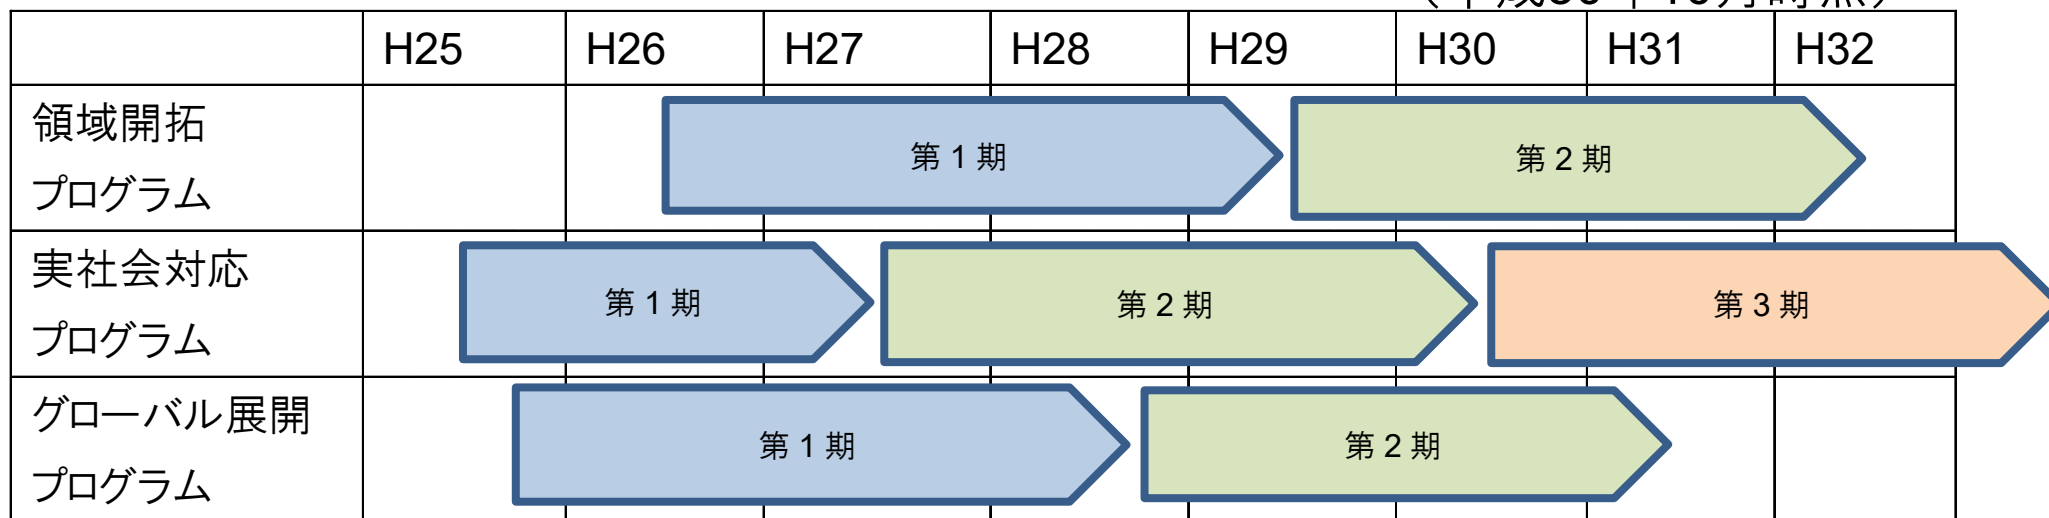 H25 H26 H27 H28 H29 H30 H31 H32
領域開拓
プログラム
第 1 期
第 2 期
実社会対応
プログラム
第 1 期
第 2 期
第 3 期
グローバル展開
プログラム
第 1 期
第 2 期